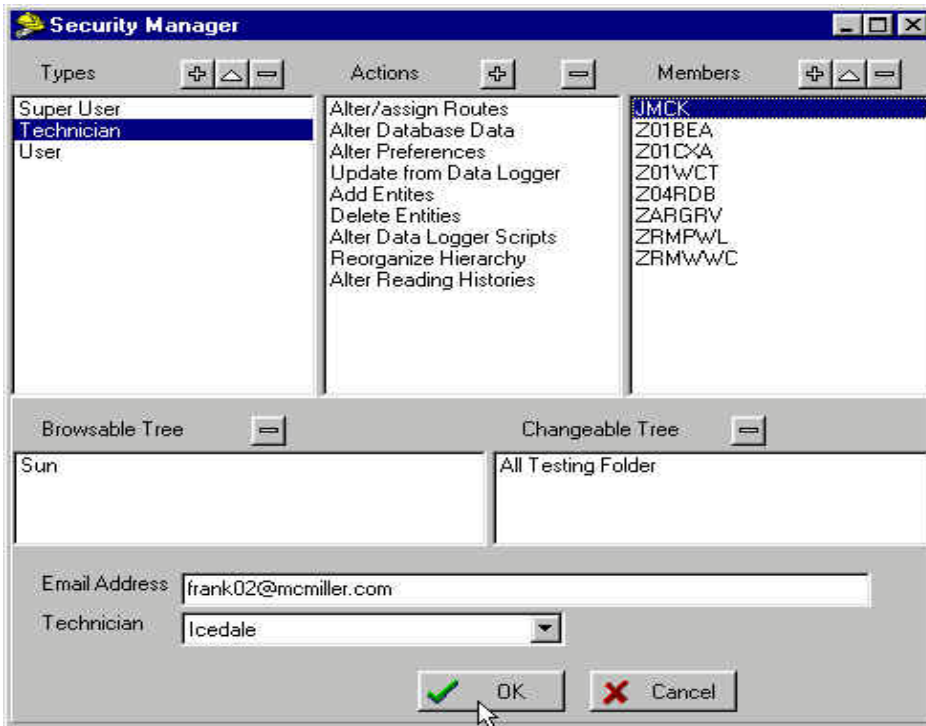 Security Manager
Types
Actions
Members
Super User
Technician
User
Alter/assign Routes
Alter Database Data
Alter Preferences
Update from Data Logger
Add Entites
Delete Entities
Alter Data Logger Scripts
Reorganize Hierarchy
Alter Reading Histories
JMCK
Z01BEA
Z01CXA
Z01WCT
Z04RDB
ZARGRV
ZRMPWL
ZRMWWC
Browsable Tree
Changeable Tree
Sun
All Testing Folder
Email Address
frank02@mcmiller.com
Technician
Icedale
OK
Cancel